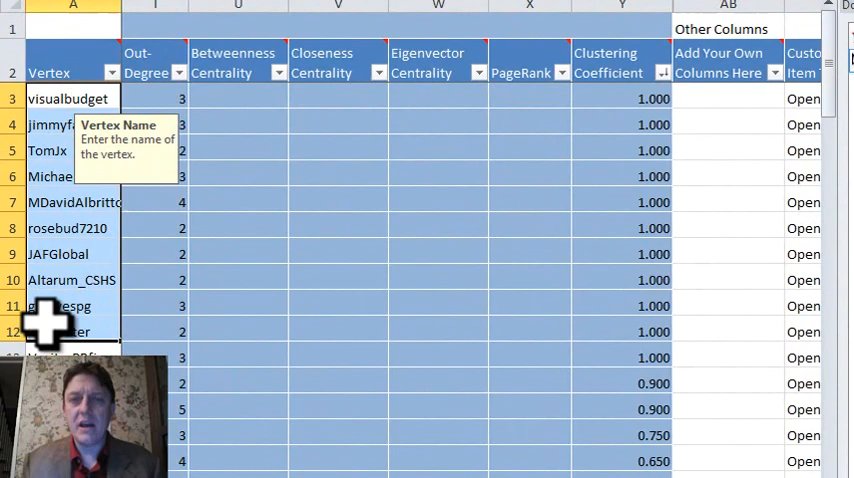 A I U V W X Y AB
1 Other Columns
Out- Betweenness Closeness Eigenvector Clustering Add Your Own Custo
2 Vertex Degree Centrality Centrality Centrality PageRank Coefficient Columns Here Item T
3 visualbudget 3 1.000 Open
4 3 1.000 Open
Vertex Name
Enter the name of
the vertex.
5 TomJx 2 1.000 Open
6 3 1.000 Open
7 MDavidAlbritto 4 1.000 Open
8 rosebud7210 2 1.000 Open
9 JAFGlobal 2 1.000 Open
10 Altarum_CSHS 2 1.000 Open
11 3 1.000 Open
12 2 1.000 Open
3 1.000 Open
2 0.900 Open
5 0.900 Open
3 0.750 Open
4 0.650 Open